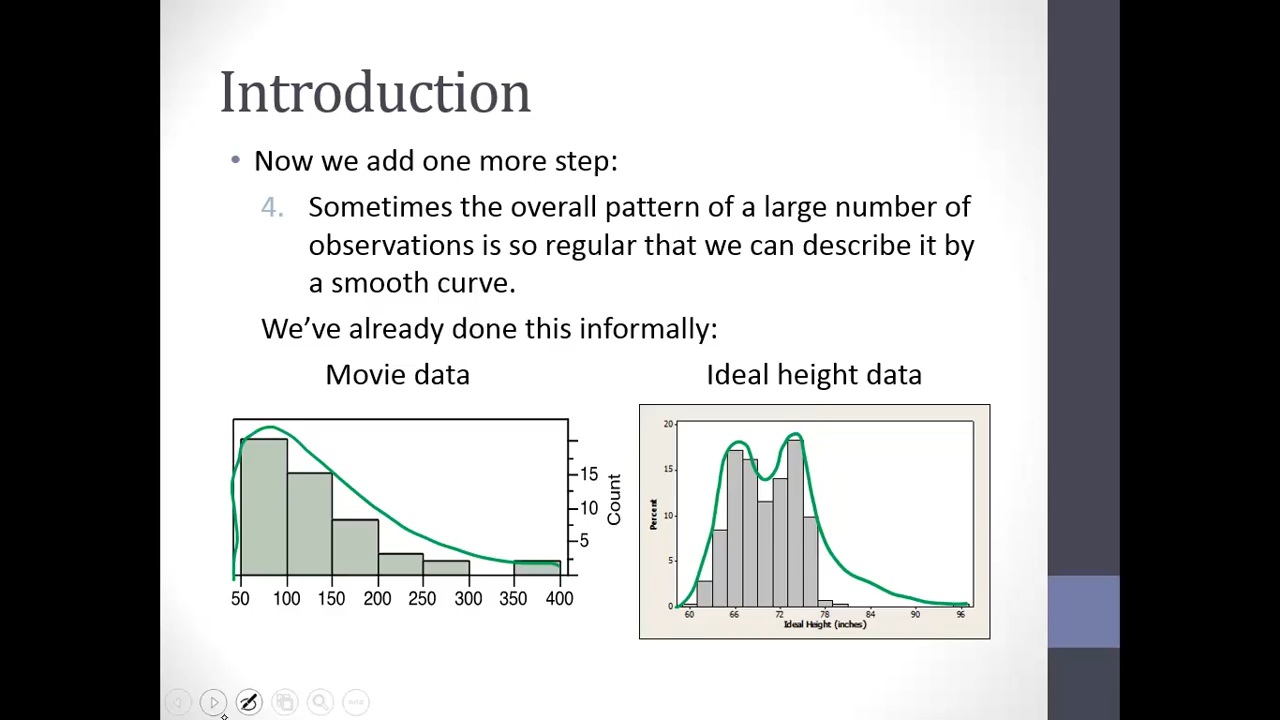 Introduction
• Now we add one more step:
4. Sometimes the overall pattern of a large number of
observations is so regular that we can describe it by
a smooth curve.
We've already done this informally:
Movie data
Ideal height data
15
10
5
Count
50 100 150 200 250 300 350 400
20
15
10
5
0
Percent
60 66 72 78 84 90 96
Ideal Height (inches)